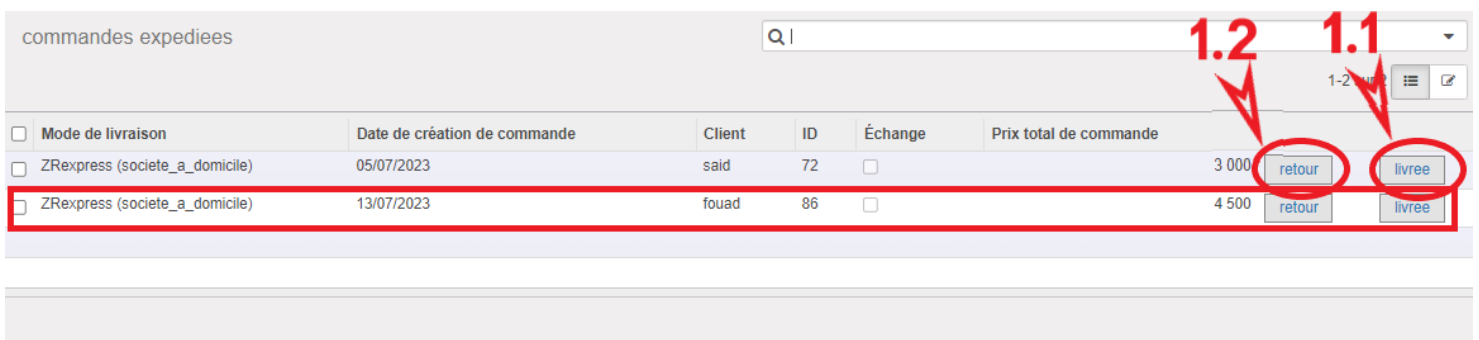 commandes expediees
1.2 1.1
1-2 sur 2
Mode de livraison Date de création de commande Client ID Échange Prix total de commande
ZRexpress (societe_a_domicile) 05/07/2023 said 72 3 000 retour livree
ZRexpress (societe_a_domicile) 13/07/2023 fouad 86 4 500 retour livree